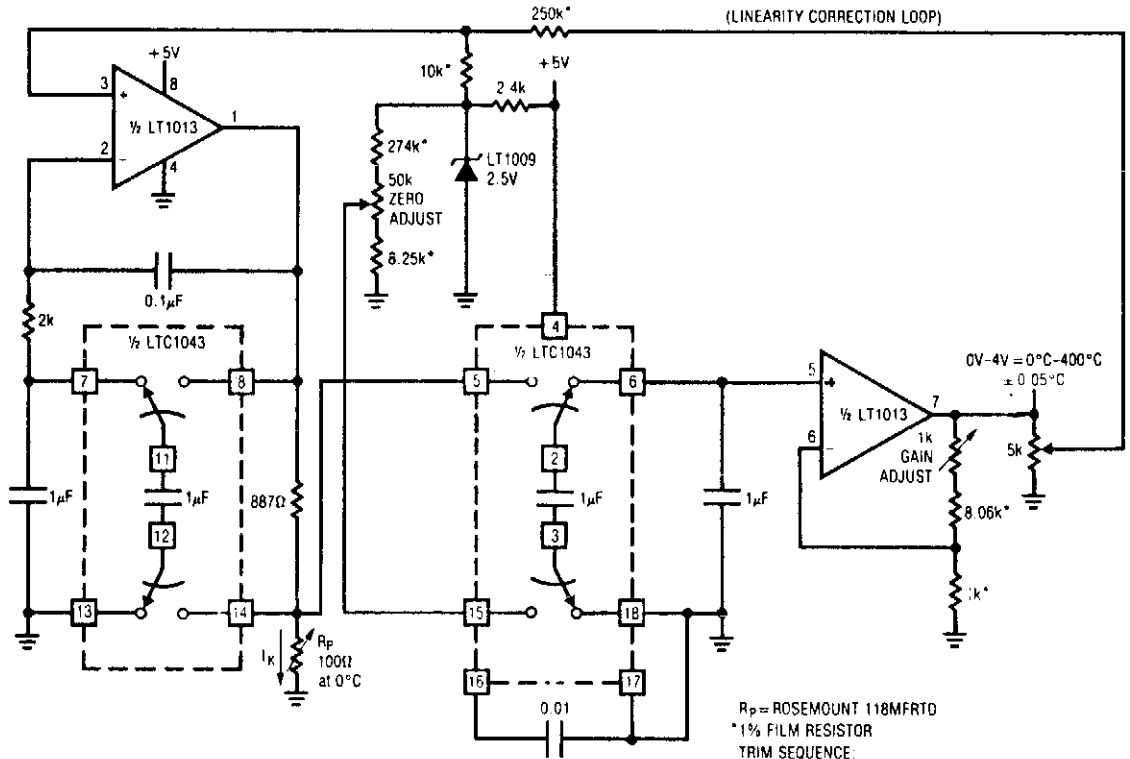 250k*
(LINEARITY CORRECTION LOOP)
+5V
3
8
+
½ LT1013
1
2
−
4
10k*
2.4k
+5V
274k*
50k
ZERO
ADJUST
8.25k*
LT1009
2.5V
0.1µF
2k
½ LTC1043
7
8
11
1µF
12
1µF
13
14
887Ω
I_K
R_P
100Ω
at 0°C
4
½ LTC1043
5
6
2
1µF
3
15
18
16
17
0.01
1µF
5
+
½ LT1013
7
6
−
1k
GAIN
ADJUST
8.06k*
1k*
0V–4V = 0°C–400°C
±0.05°C
5k
R_P = ROSEMOUNT 118MFRTD
*1% FILM RESISTOR
TRIM SEQUENCE: